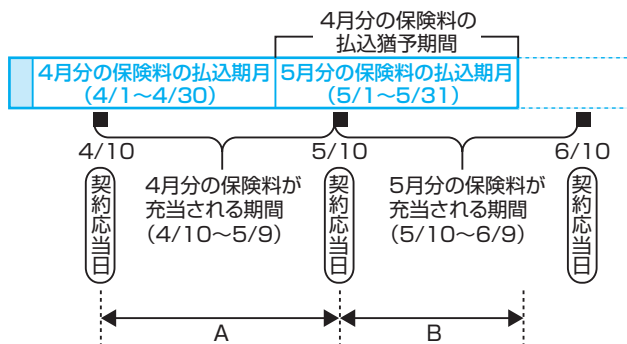 4月分の保険料の
払込猶予期間
4月分の保険料の払込期月
(4/1〜4/30)
5月分の保険料の払込期月
(5/1〜5/31)
4/10
5/10
6/10
契約応当日
4月分の保険料が
充当される期間
(4/10〜5/9)
契約応当日
5月分の保険料が
充当される期間
(5/10〜6/9)
契約応当日
A
B